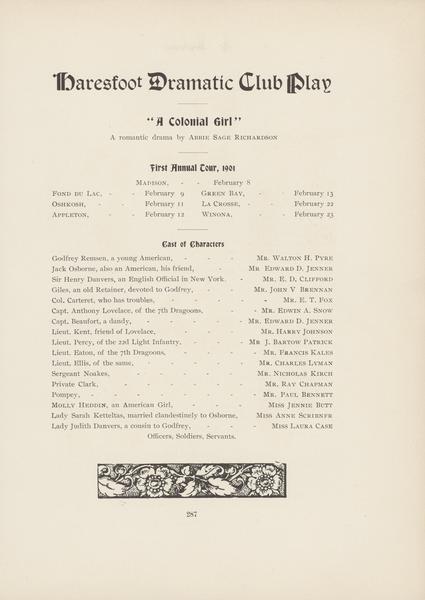 Haresfoot Dramatic Club Play
"A Colonial Girl"
A romantic drama by ABBIE SAGE RICHARDSON
First Annual Tour, 1901
MADISON, - - February 8
FOND DU LAC, - - February 9 GREEN BAY, - - February 13
OSHKOSH, - - February 11 LA CROSSE, - - February 22
APPLETON, - - February 12 WINONA, - - February 23
Cast of Characters
Godfrey Remsen, a young American, - - - MR. WALTON H. PYRE
Jack Osborne, also an American, his friend, - - MR EDWARD D. JENNER
Sir Henry Danvers, an English Official in New York. - MR. E. D. CLIFFORD
Giles, an old Retainer, devoted to Godfrey, - - - MR. JOHN V BRENNAN
Col. Carteret, who has troubles, - - - - - MR. E. T. FOX
Capt. Anthony Lovelace, of the 7th Dragoons, - - - MR. EDWIN A. SNOW
Capt. Beaufort, a dandy, - - - - - MR. EDWARD D. JENNER
Lieut. Kent, friend of Lovelace, - - - - MR. HARRY JOHNSON
Lieut. Percy, of the 22d Light Infantry, - - - MR J. BARTOW PATRICK
Lieut. Eaton, of the 7th Dragoons, - - - - MR. FRANCIS KALES
Lieut. Ellis, of the same, - - - - - MR. CHARLES LYMAN
Sergeant Noakes, - - - - - MR. NICHOLAS KIRCH
Private Clark, - - - - - - MR. RAY CHAPMAN
Pompey, - - - - - - - MR. PAUL BENNETT
MOLLY HEDDIN, an American Girl, - - - - MISS JENNIE BUTT
Lady Sarah Ketteltas, married clandestinely to Osborne, MISS ANNE SCRIBNER
Lady Judith Danvers, a cousin to Godfrey, - - - MISS LAURA CASE
Officers, Soldiers, Servants.
287